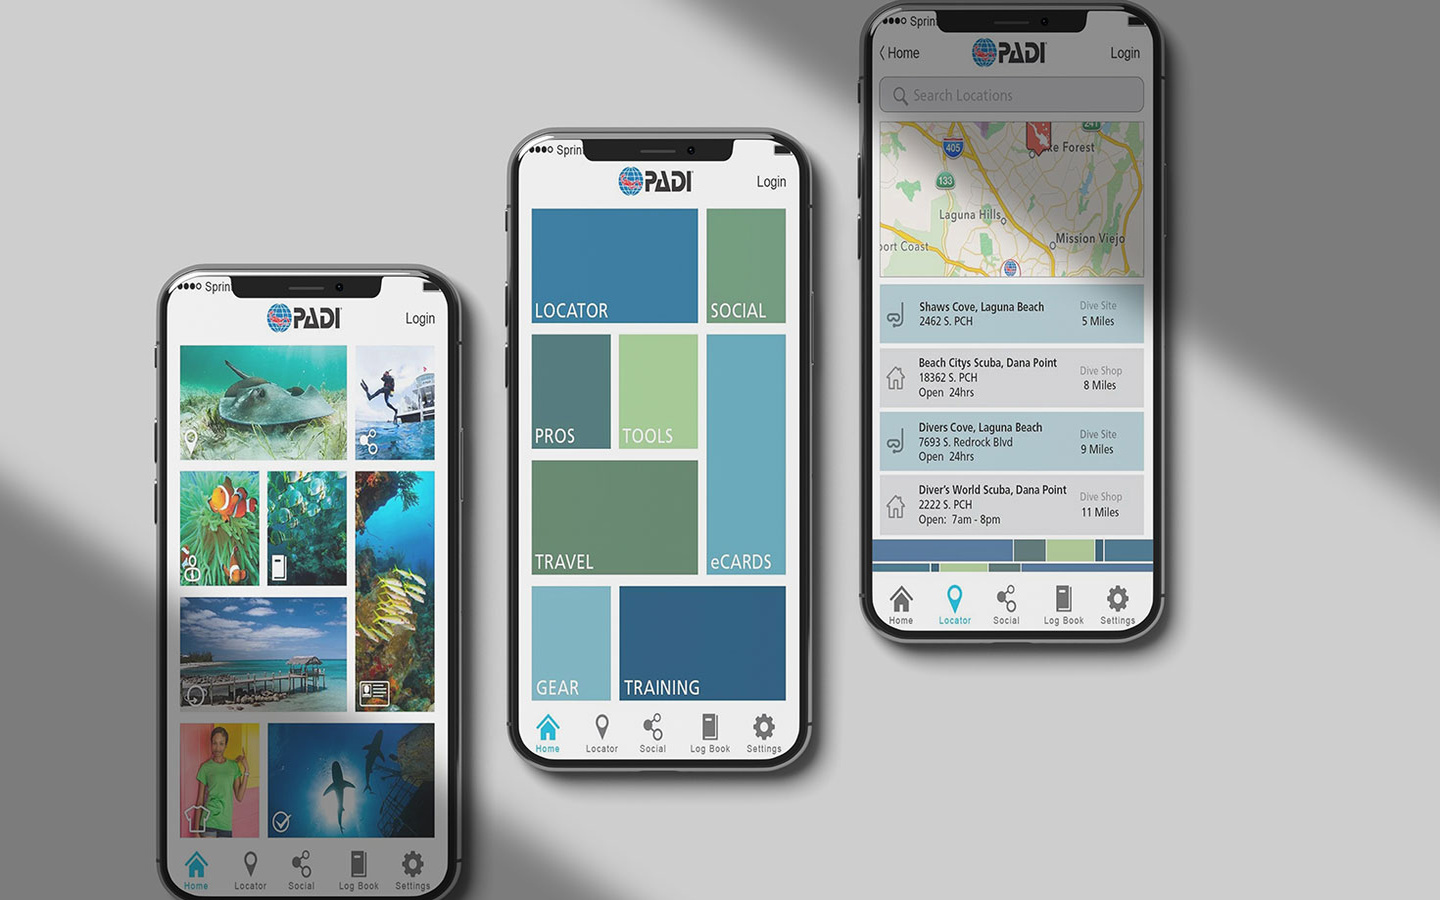 Sprin
PADI
Login
Home
Locator
Social
Log Book
Settings
Sprin
PADI
Login
LOCATOR
SOCIAL
PROS
TOOLS
TRAVEL
eCARDS
GEAR
TRAINING
Home
Locator
Social
Log Book
Settings
Sprin
Home
PADI
Login
Search Locations
405
241
ke Forest
133
Laguna Hills
Mission Viejo
port Coast
Shaws Cove, Laguna Beach
2462 S. PCH
Dive Site
5 Miles
Beach Citys Scuba, Dana Point
18362 S. PCH
Open 24hrs
Dive Shop
8 Miles
Divers Cove, Laguna Beach
7693 S. Redrock Blvd
Open 24hrs
Dive Site
9 Miles
Diver's World Scuba, Dana Point
2222 S. PCH
Open: 7am - 8pm
Dive Shop
11 Miles
Home
Locator
Social
Log Book
Settings